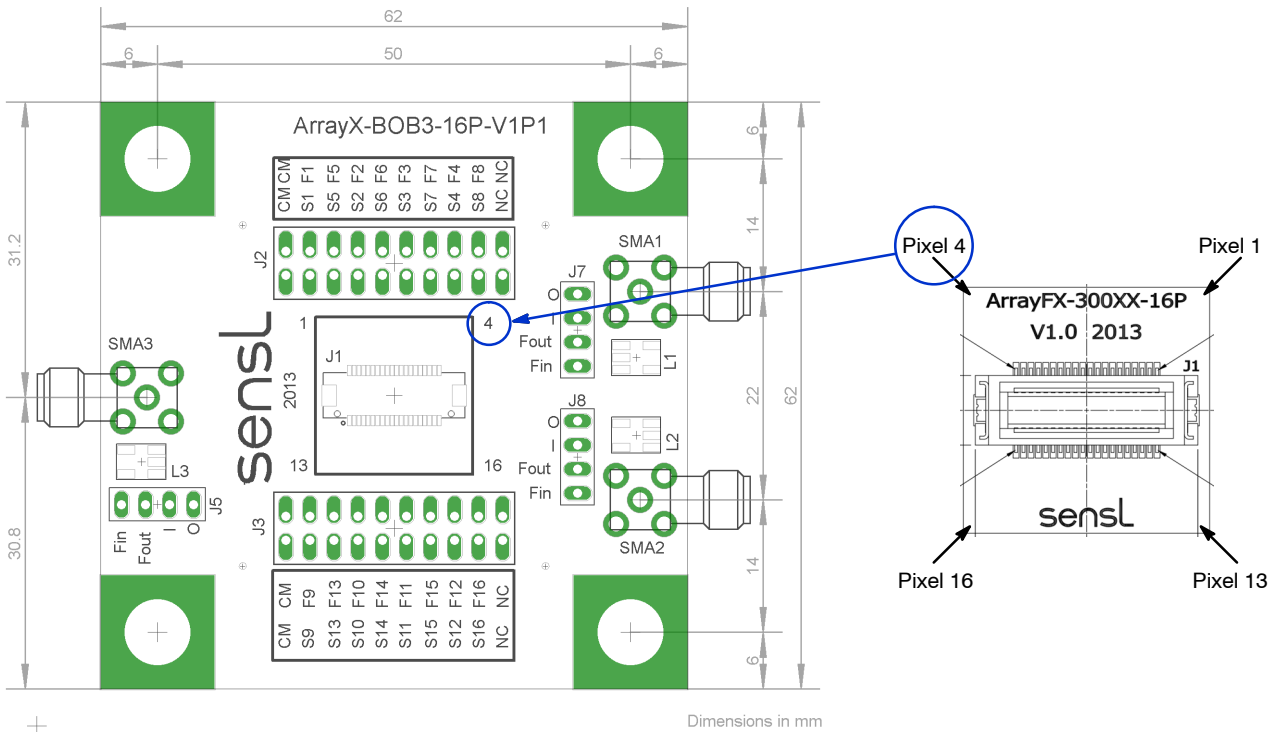 62
6
50
6
ArrayX-BOB3-16P-V1P1
CM CM
S1 F1
S5 F5
S2 F2
S6 F6
S3 F3
S7 F7
S4 F4
S8 F8
NC NC
J2
SMA1
J7
O
I
Fout
Fin
L1
1
4
J1
13
16
sensL
2013
SMA3
L3
J5
Fin
Fout
I
O
J8
O
I
Fout
Fin
L2
SMA2
J3
CM CM
S9 F9
S13 F13
S10 F10
S14 F14
S11 F11
S15 F15
S12 F12
S16 F16
NC NC
31.2
30.8
6
14
22
62
14
6
Dimensions in mm
Pixel 4
Pixel 1
ArrayFX-300XX-16P
V1.0 2013
J1
sensL
Pixel 16
Pixel 13